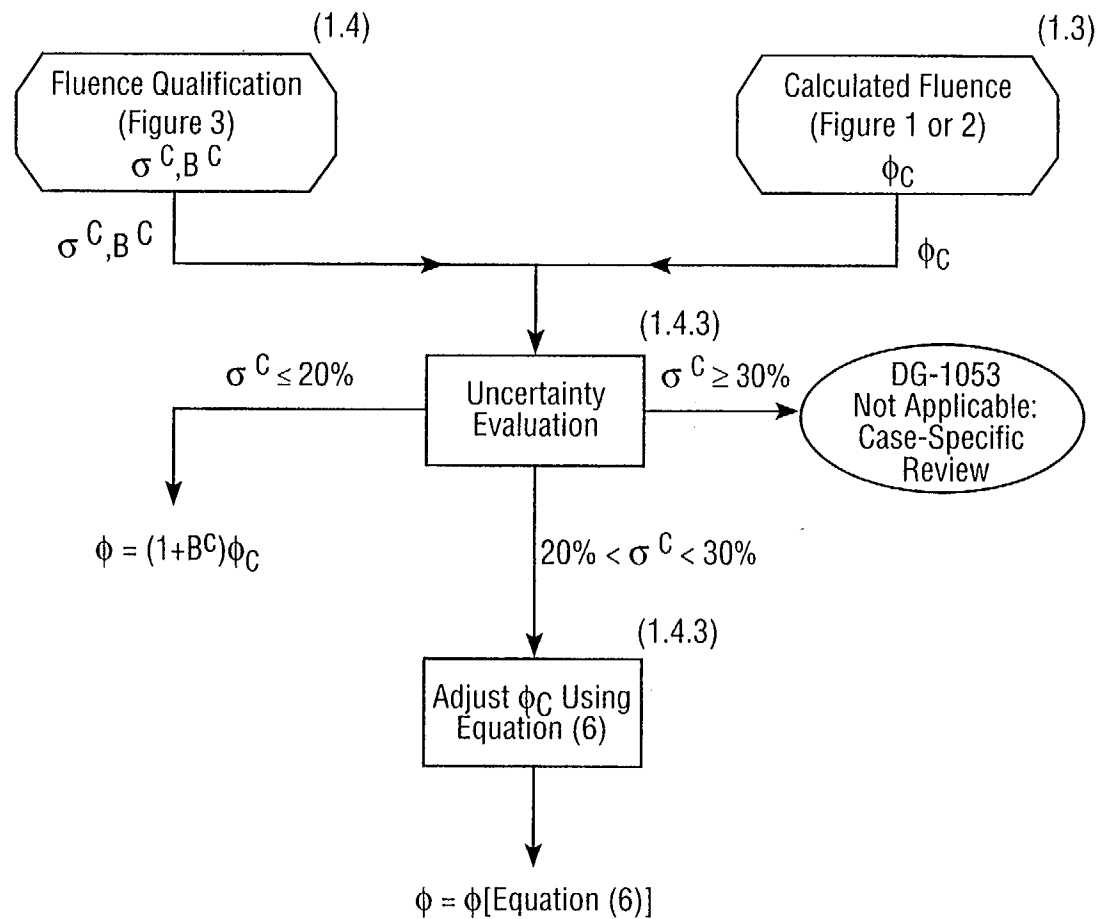 (1.4)
Fluence Qualification
(Figure 3)
σ C,B C
(1.3)
Calculated Fluence
(Figure 1 or 2)
ϕC
σ C,B C
ϕC
(1.4.3)
σ C ≤ 20%
Uncertainty
Evaluation
σ C ≥ 30%
DG-1053
Not Applicable:
Case-Specific
Review
ϕ = (1+BC)ϕC
20% < σ C < 30%
(1.4.3)
Adjust ϕC Using
Equation (6)
ϕ = ϕ[Equation (6)]